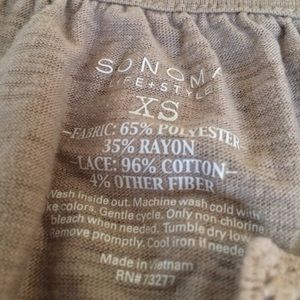 SONOMA
LIFE + STYLE
XS
FABRIC: 65% POLYESTER
35% RAYON
LACE: 96% COTTON
4% OTHER FIBER
Wash inside out. Machine wash cold with
like colors. Gentle cycle. Only non-chlorine
bleach when needed. Tumble dry low.
Remove promptly. Cool iron if needed
Made in Vietnam
RN#73277